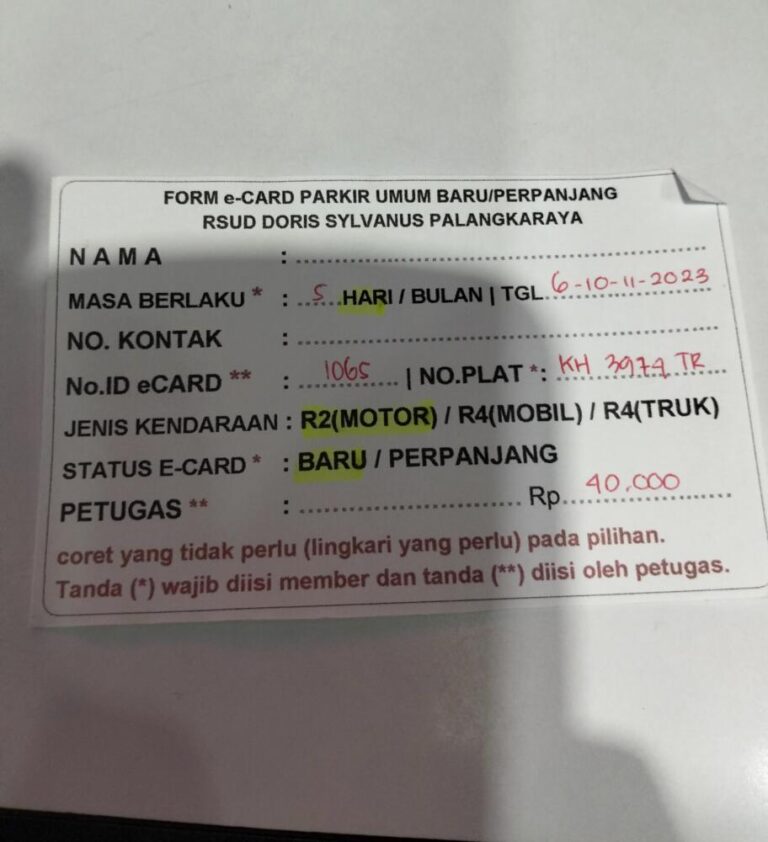 FORM e-CARD PARKIR UMUM BARU/PERPANJANG
RSUD DORIS SYLVANUS PALANGKARAYA
NAMA : ...............
MASA BERLAKU * : ...5...HARI / BULAN | TGL 6-10-11-2023
NO. KONTAK : ...............
No.ID eCARD ** : ...1065... | NO.PLAT *: KH 3979 TR
JENIS KENDARAAN : R2(MOTOR) / R4(MOBIL) / R4(TRUK)
STATUS E-CARD * : BARU / PERPANJANG
PETUGAS ** : ............... Rp...40.000...
coret yang tidak perlu (lingkari yang perlu) pada pilihan.
Tanda (*) wajib diisi member dan tanda (**) diisi oleh petugas.